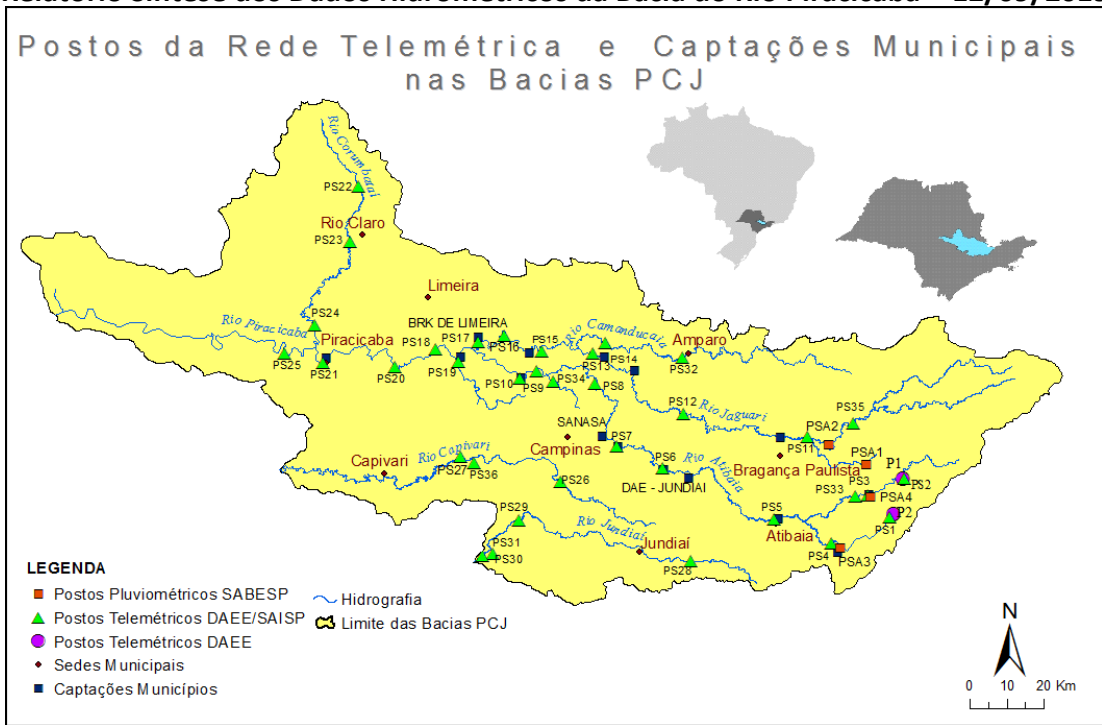 Postos da Rede Telemétrica e Captações Municipais
nas Bacias PCJ
Rio Corumbataí
PS22
Rio Claro
PS23
Limeira
PS24
Rio Piracicaba
Piracicaba
BRK DE LIMEIRA
PS18
PS17
PS16
PS15
Rio Camanducaia
PS13
PS14
Amparo
PS32
PS25
PS21
PS20
PS19
PS10
PS9
PS34
PS8
PS12
Rio Jaguari
PS35
PSA2
PS11
SANASA
PS7
Campinas
Rio Capivari
Capivari
PS27
PS36
PS26
PS6
Rio Atibaia
DAE - JUNDIAI
Bragança Paulista
PSA1
P1
PS2
PS3
PS33
PSA4
P2
PS1
PS5
Atibaia
PS4
PSA3
PS29
Rio Jundiaí
PS31
PS30
Jundiaí
PS28
LEGENDA
Postos Pluviométricos SABESP
Hidrografia
Postos Telemétricos DAEE/SAISP
Limite das Bacias PCJ
Postos Telemétricos DAEE
Sedes Municipais
Captações Municípios
N
0 10 20 Km